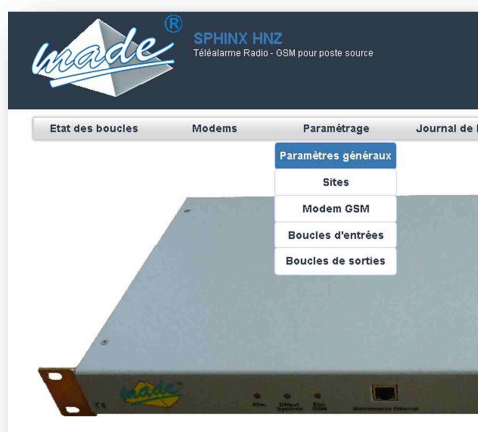 made ®
SPHINX HNZ
Téléalarme Radio - GSM pour poste source
Etat des boucles Modems Paramétrage Journal de
Paramètres généraux
Sites
Modem GSM
Boucles d'entrées
Boucles de sorties
made
CE